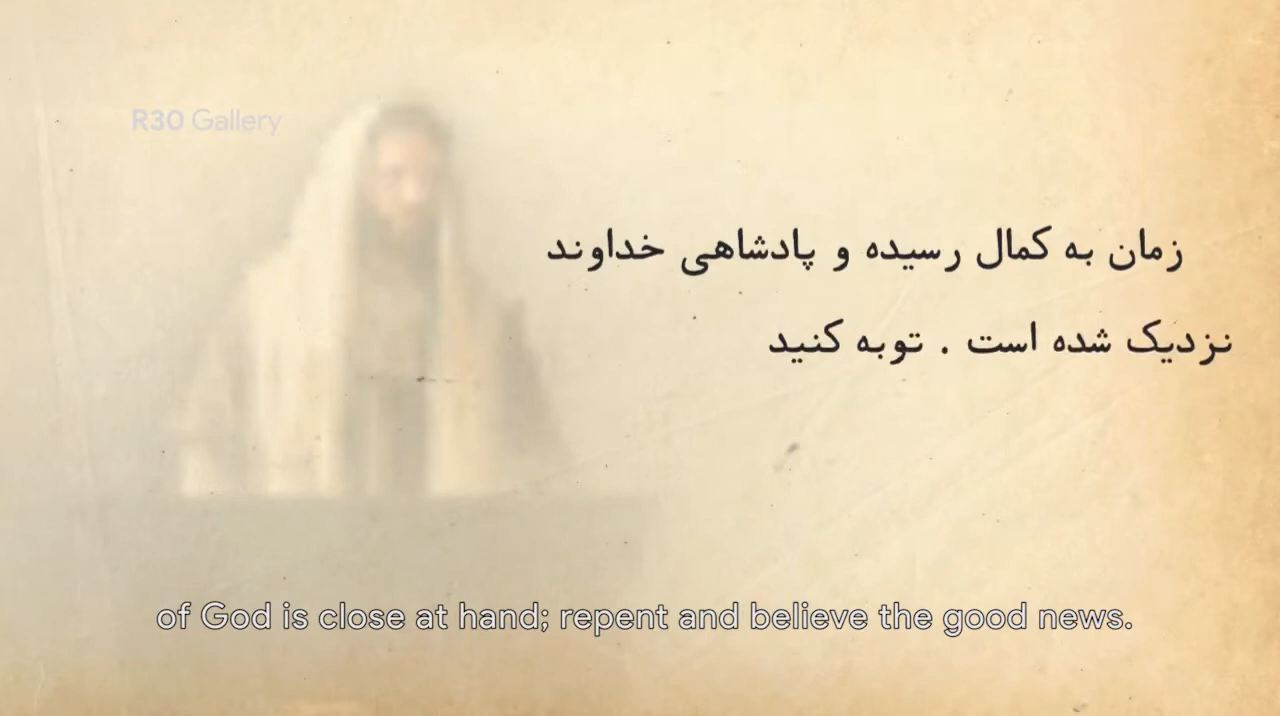 R30 Gallery
زمان به کمال رسیده و پادشاهی خداوند
نزدیک شده است . توبه کنید
of God is close at hand; repent and believe the good news.